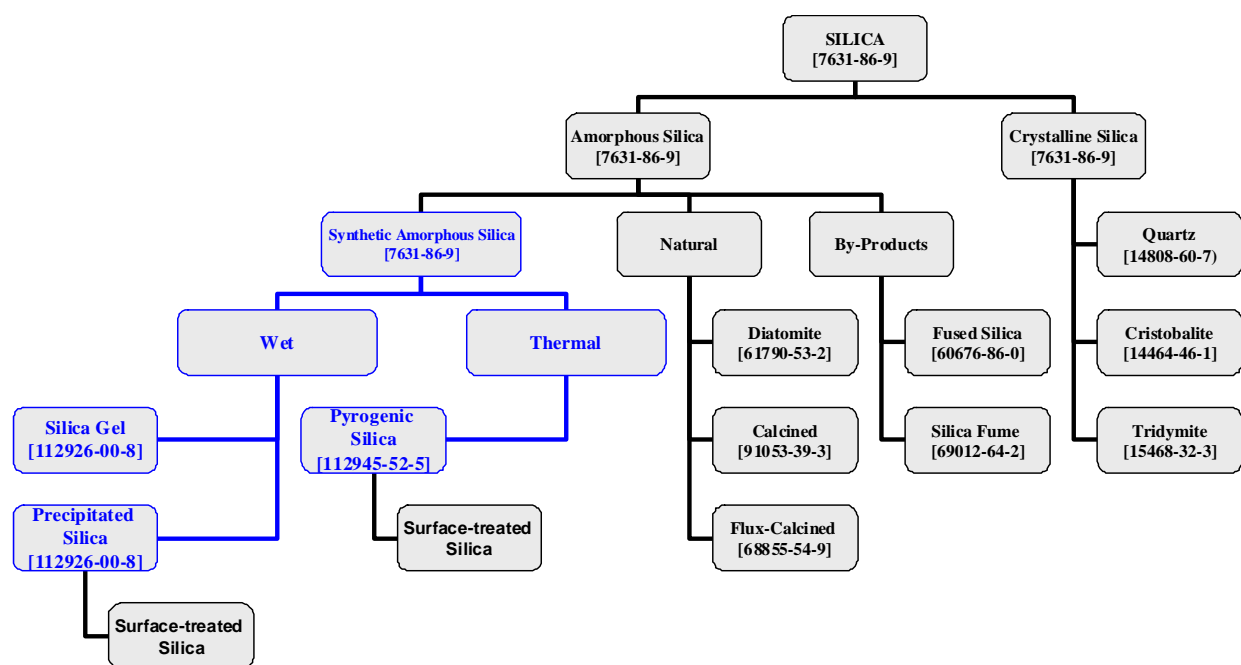 SILICA
[7631-86-9]
Amorphous Silica
[7631-86-9]
Crystalline Silica
[7631-86-9]
Synthetic Amorphous Silica
[7631-86-9]
Natural
By-Products
Quartz
[14808-60-7)
Wet
Thermal
Diatomite
[61790-53-2]
Fused Silica
[60676-86-0]
Cristobalite
[14464-46-1]
Silica Gel
[112926-00-8]
Pyrogenic
Silica
[112945-52-5]
Calcined
[91053-39-3]
Silica Fume
[69012-64-2]
Tridymite
[15468-32-3]
Precipitated
Silica
[112926-00-8]
Surface-treated
Silica
Flux-Calcined
[68855-54-9]
Surface-treated
Silica